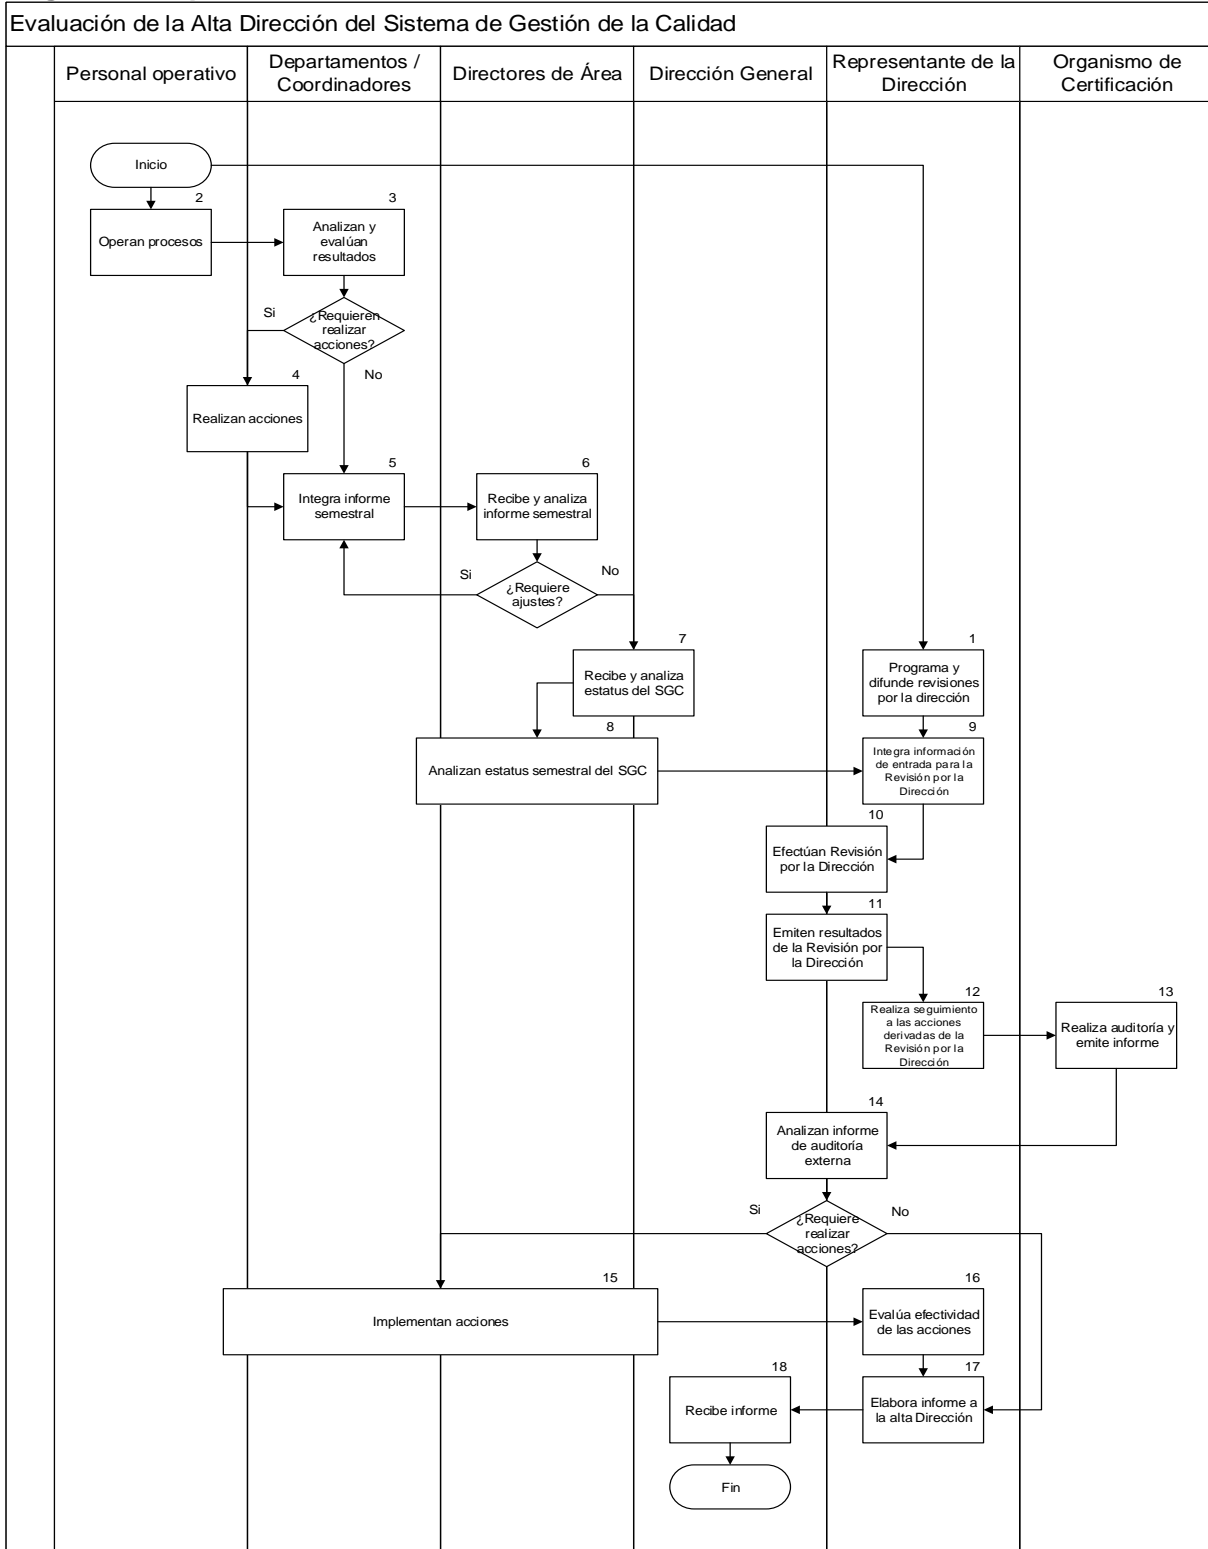 Evaluación de la Alta Dirección del Sistema de Gestión de la Calidad
Personal operativo
Departamentos /
Coordinadores
Directores de Área
Dirección General
Representante de la
Dirección
Organismo de
Certificación
Inicio
2
Operan procesos
3
Analizan y
evalúan
resultados
Si
¿Requieren
realizar
acciones?
No
4
Realizan acciones
5
Integra informe
semestral
6
Recibe y analiza
informe semestral
Si
¿Requiere
ajustes?
No
7
Recibe y analiza
estatus del SGC
1
Programa y
difunde revisiones
por la dirección
8
Analizan estatus semestral del SGC
9
Integra información
de entrada para la
Revisión por la
Dirección
10
Efectúan Revisión
por la Dirección
11
Emiten resultados
de la Revisión por
la Dirección
12
Realiza seguimiento
a las acciones
derivadas de la
Revisión por la
Dirección
13
Realiza auditoría y
emite informe
14
Analizan informe
de auditoría
externa
Si
¿Requiere
realizar
acciones?
No
15
Implementan acciones
16
Evalúa efectividad
de las acciones
17
Elabora informe a
la alta Dirección
18
Recibe informe
Fin